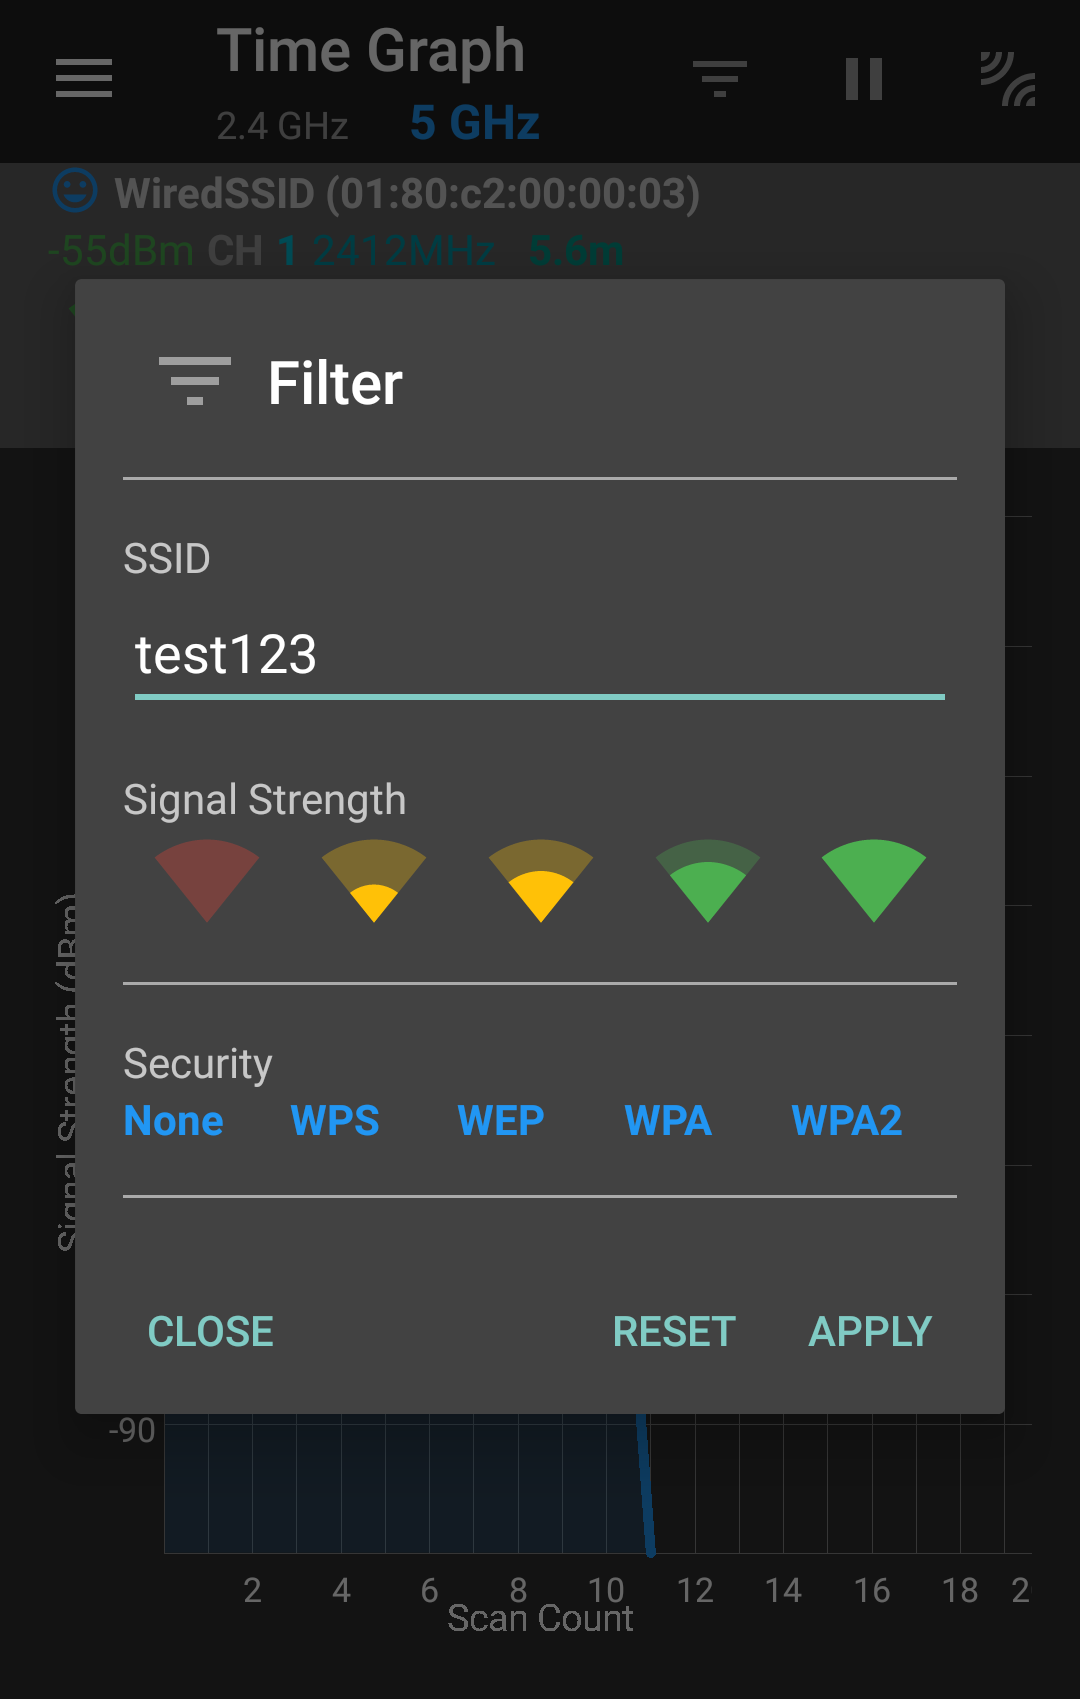 Time Graph
2.4 GHz 5 GHz
WiredSSID (01:80:c2:00:00:03)
-55dBm CH 1 2412MHz 5.6m
Filter
SSID
test123
Signal Strength
Security
None WPS WEP WPA WPA2
CLOSE RESET APPLY
Signal Strength (dBm)
-90
2 4 6 8 10 12 14 16 18
Scan Count